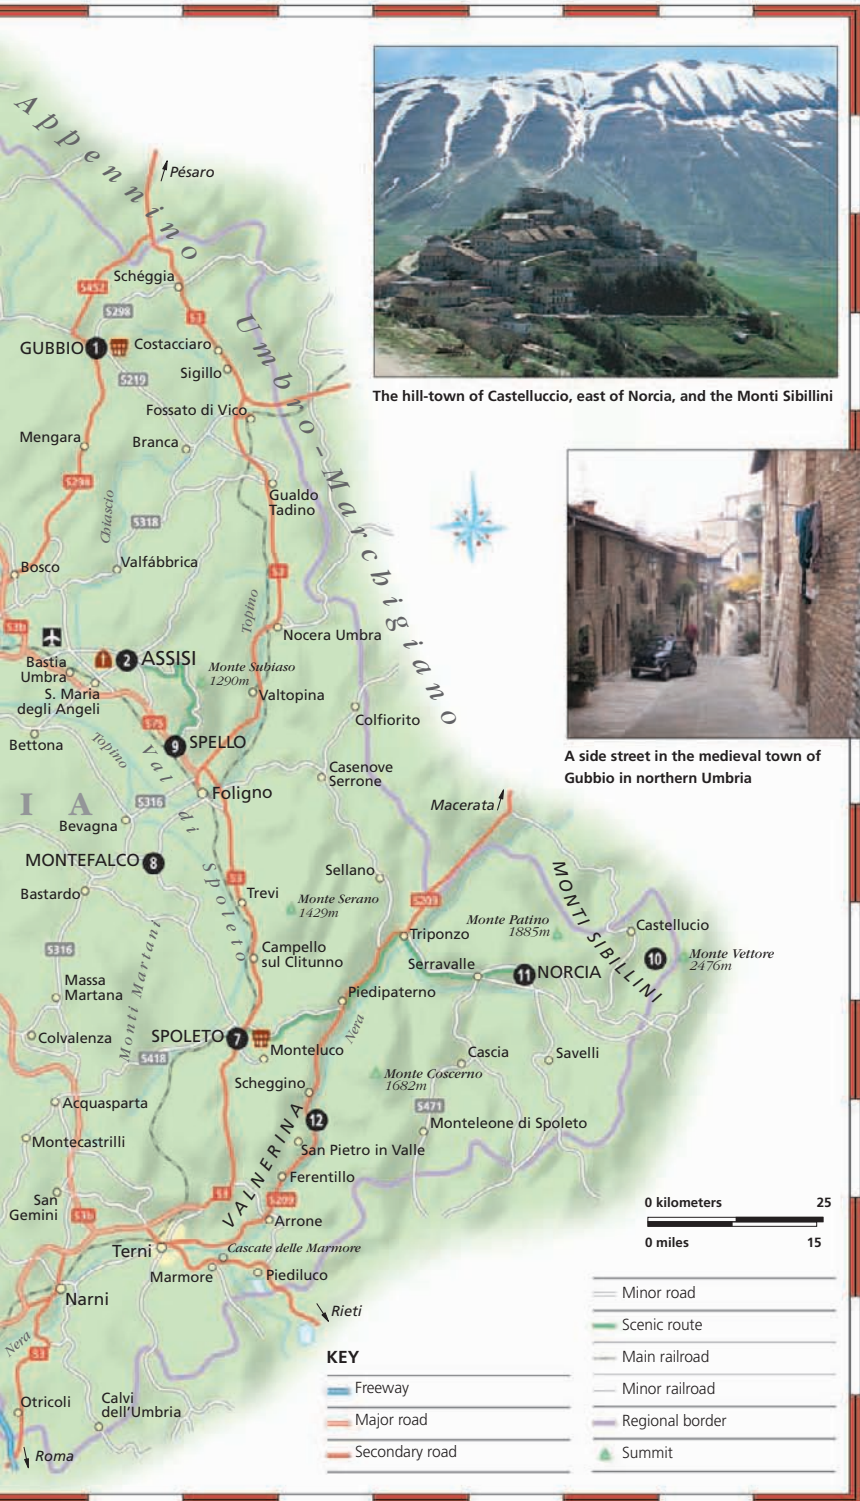 Appennino
Pésaro
Schéggia
S452
S298
S3
GUBBIO 1
Costacciaro
Sigillo
S219
Umbro-Marchigiano
Fossato di Vico
Mengara
Branca
S298
Chiascio
Gualdo
Tadino
S318
Bosco
Valfábbrica
Topino
S3b
Nocera Umbra
2 ASSISI
Bastia
Umbra
S. Maria
degli Angeli
Monte Subiaso
1290m
Valtopina
Colfiorito
S75
Bettona
Topino
9 SPELLO
Val di Spoleto
Casenove
Serrone
Foligno
I A
S316
Bevagna
Macerata
MONTEFALCO 8
Sellano
MONTI SIBILLINI
Bastardo
S3
Trevi
Monte Serano
1429m
S203
Monte Patino
1885m
Castellucio
Triponzo
S316
Monti Martani
Campello
sul Clitunno
Serravalle
11 NORCIA
10
Monte Vettore
2476m
Massa
Martana
Piedipaterno
Nera
Colvalenza
SPOLETO 7
S418
Monteluco
Cascia
Savelli
Monte Coscerno
1682m
Scheggino
Acquasparta
S471
12
VALNERINA
Monteleone di Spoleto
Montecastrilli
San Pietro in Valle
Ferentillo
San
Gemini
S3
S209
S3b
Arrone
Terni
Cascate delle Marmore
Marmore
Piediluco
Narni
Rieti
Nera
S3
Otricoli
Calvi
dell'Umbria
Roma
The hill-town of Castelluccio, east of Norcia, and the Monti Sibillini
A side street in the medieval town of
Gubbio in northern Umbria
0 kilometers 25
0 miles 15
KEY
Freeway
Major road
Secondary road
Minor road
Scenic route
Main railroad
Minor railroad
Regional border
Summit